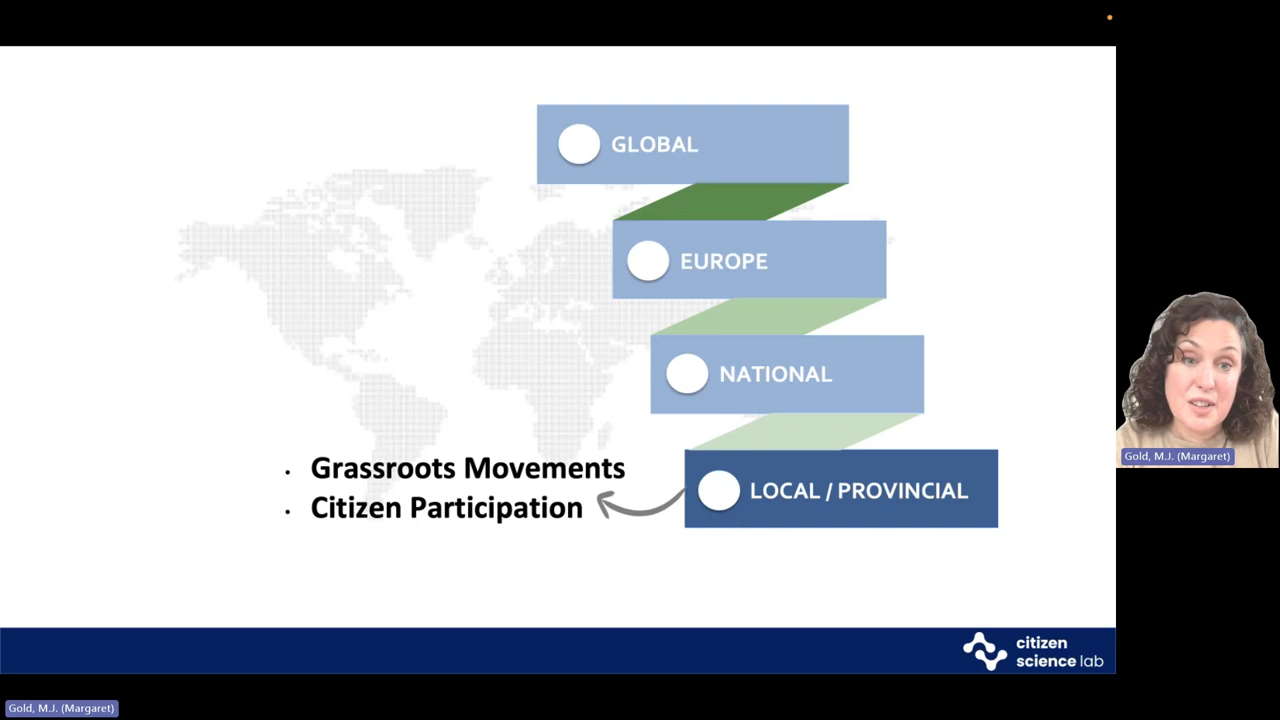 GLOBAL
EUROPE
NATIONAL
LOCAL / PROVINCIAL
• Grassroots Movements
• Citizen Participation
citizen
science lab
Gold, M.J. (Margaret)
Gold, M.J. (Margaret)